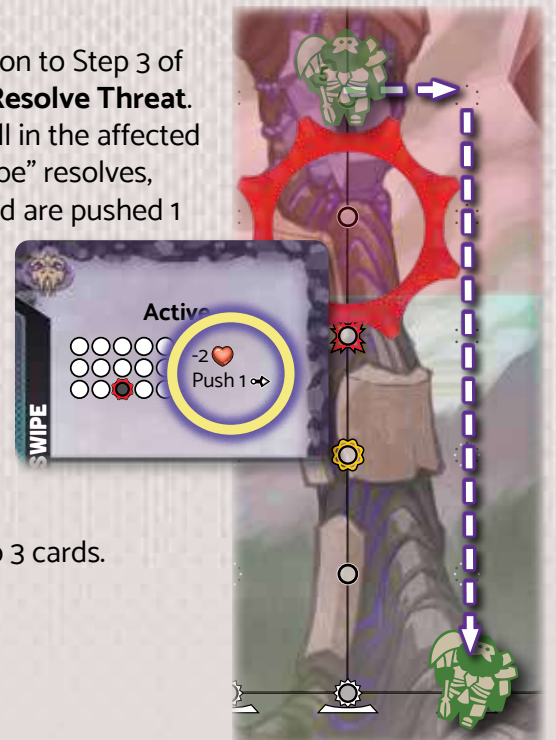 on to Step 3 of
Resolve Threat.
ll in the affected
pe” resolves,
d are pushed 1
Active
-2
Push 1
SWIPE
3 cards.